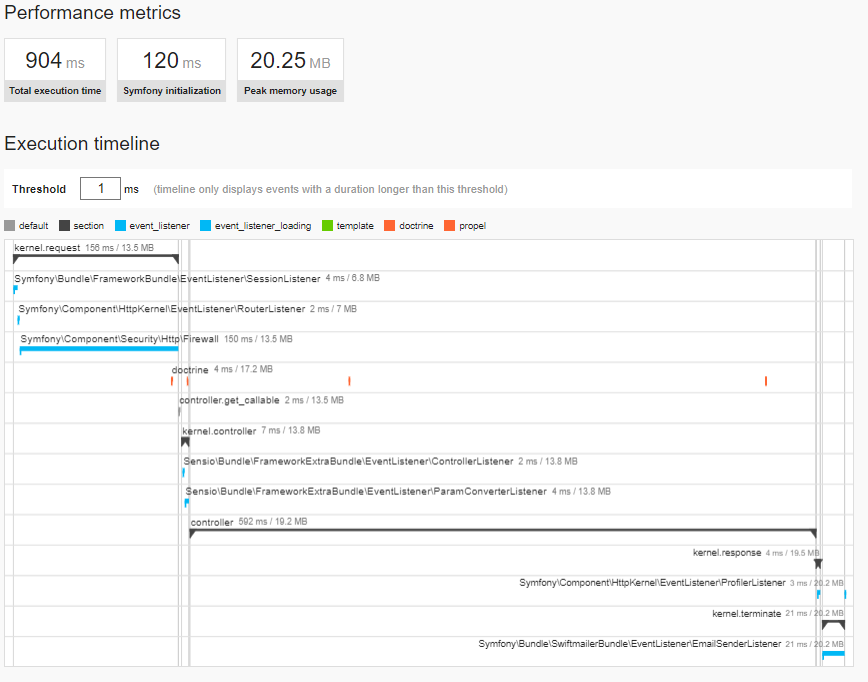 Performance metrics
904 ms
120 ms
20.25 MB
Total execution time
Symfony initialization
Peak memory usage
Execution timeline
Threshold 1 ms (timeline only displays events with a duration longer than this threshold)
default section event_listener event_listener_loading template doctrine propel
kernel.request 156 ms / 13.5 MB
Symfony\Bundle\FrameworkBundle\EventListener\SessionListener 4 ms / 6.8 MB
Symfony\Component\HttpKernel\EventListener\RouterListener 2 ms / 7 MB
Symfony\Component\Security\Http\Firewall 150 ms / 13.5 MB
doctrine 4 ms / 17.2 MB
controller.get_callable 2 ms / 13.5 MB
kernel.controller 7 ms / 13.8 MB
Sensio\Bundle\FrameworkExtraBundle\EventListener\ControllerListener 2 ms / 13.8 MB
Sensio\Bundle\FrameworkExtraBundle\EventListener\ParamConverterListener 4 ms / 13.8 MB
controller 592 ms / 19.2 MB
kernel.response 4 ms / 19.5 MB
Symfony\Component\HttpKernel\EventListener\ProfilerListener 3 ms / 20.2 MB
kernel.terminate 21 ms / 20.2 MB
Symfony\Bundle\SwiftmailerBundle\EventListener\EmailSenderListener 21 ms / 20.2 MB